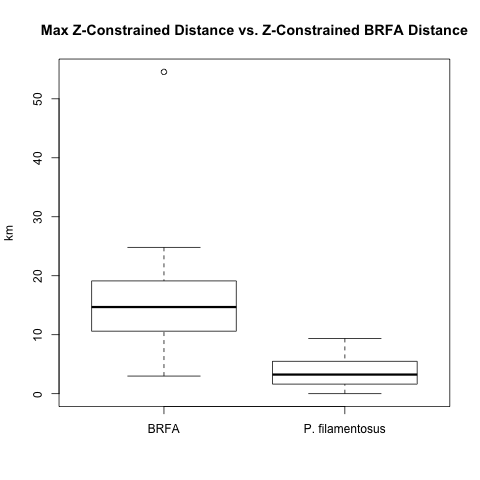 Max Z-Constrained Distance vs. Z-Constrained BRFA Distance
50
40
30
20
10
0
km
BRFA
P. filamentosus